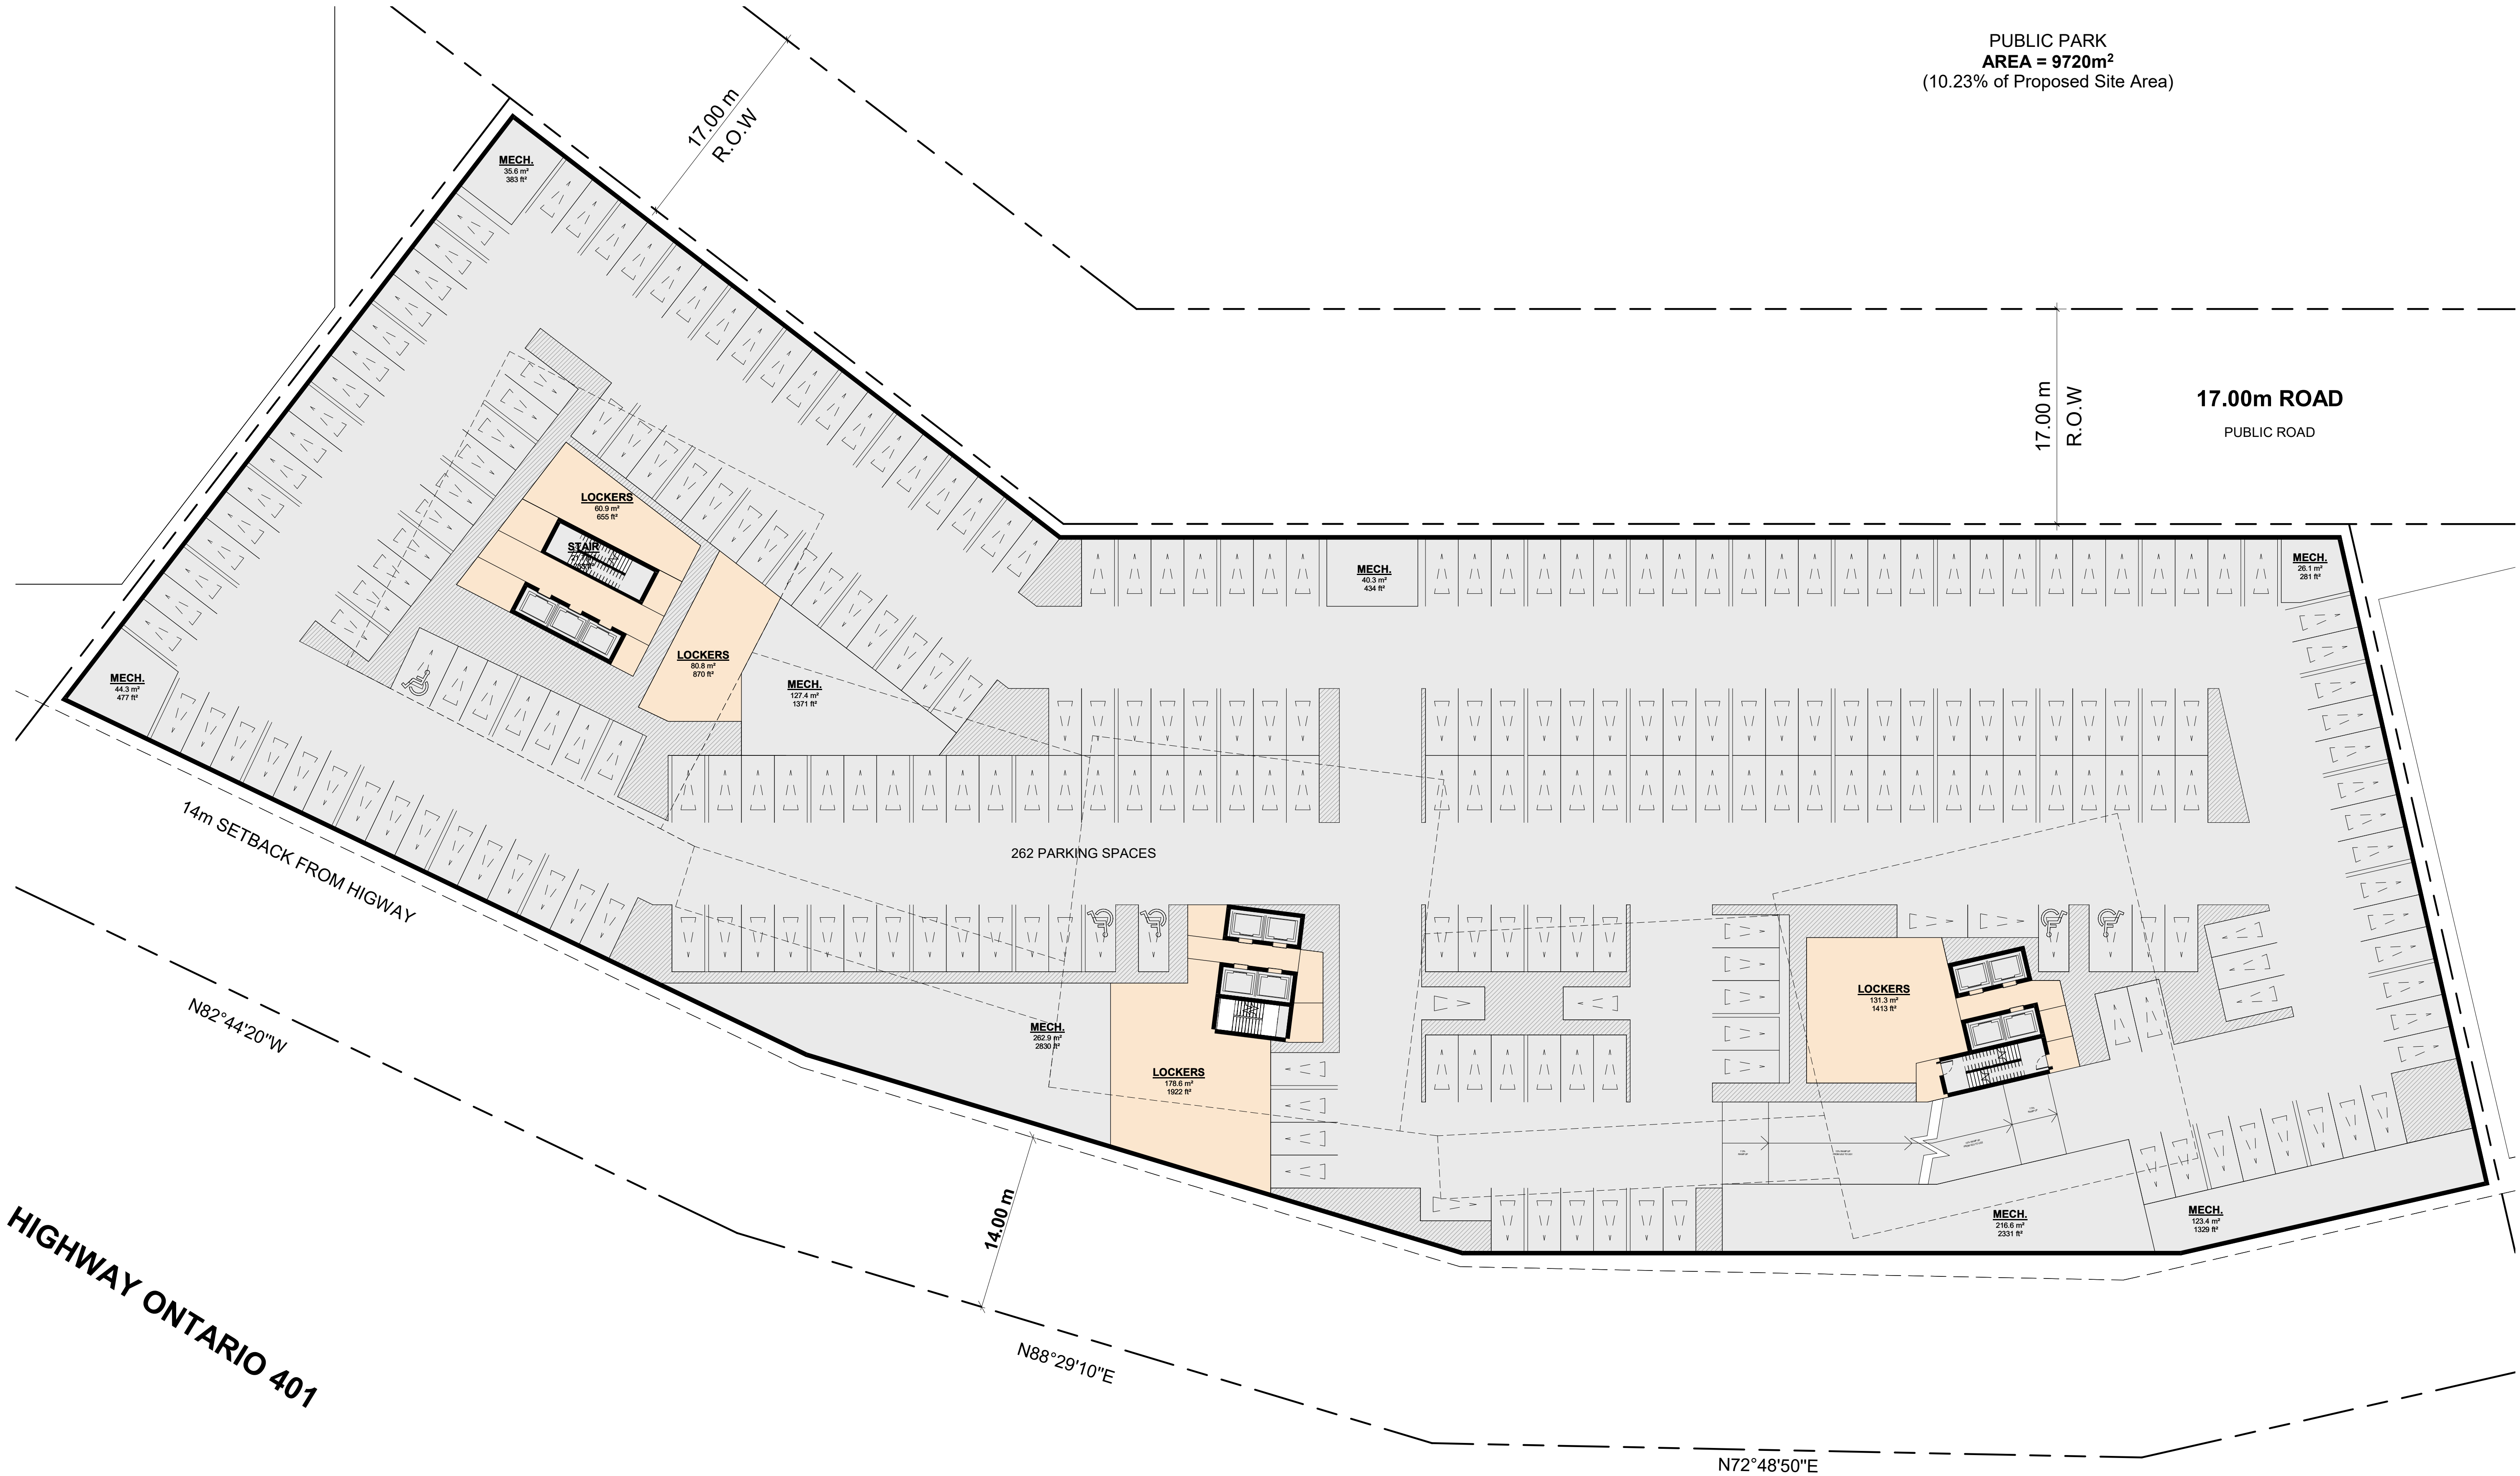 PUBLIC PARK
AREA = 9720m²
(10.23% of Proposed Site Area)
17.00 m
R.O.W
MECH.
35.6 m²
383 ft²
17.00 m
R.O.W
17.00m ROAD
PUBLIC ROAD
LOCKERS
60.9 m²
655 ft²
STAIR
MECH.
40.3 m²
434 ft²
MECH.
26.1 m²
281 ft²
LOCKERS
80.8 m²
870 ft²
MECH.
44.3 m²
477 ft²
MECH.
127.4 m²
1371 ft²
14m SETBACK FROM HIGWAY
262 PARKING SPACES
N82°44'20"W
LOCKERS
131.3 m²
1413 ft²
MECH.
262.9 m²
2830 ft²
LOCKERS
178.6 m²
1922 ft²
14.00 m
MECH.
216.6 m²
2331 ft²
MECH.
123.4 m²
1329 ft²
HIGHWAY ONTARIO 401
N88°29'10"E
N72°48'50"E